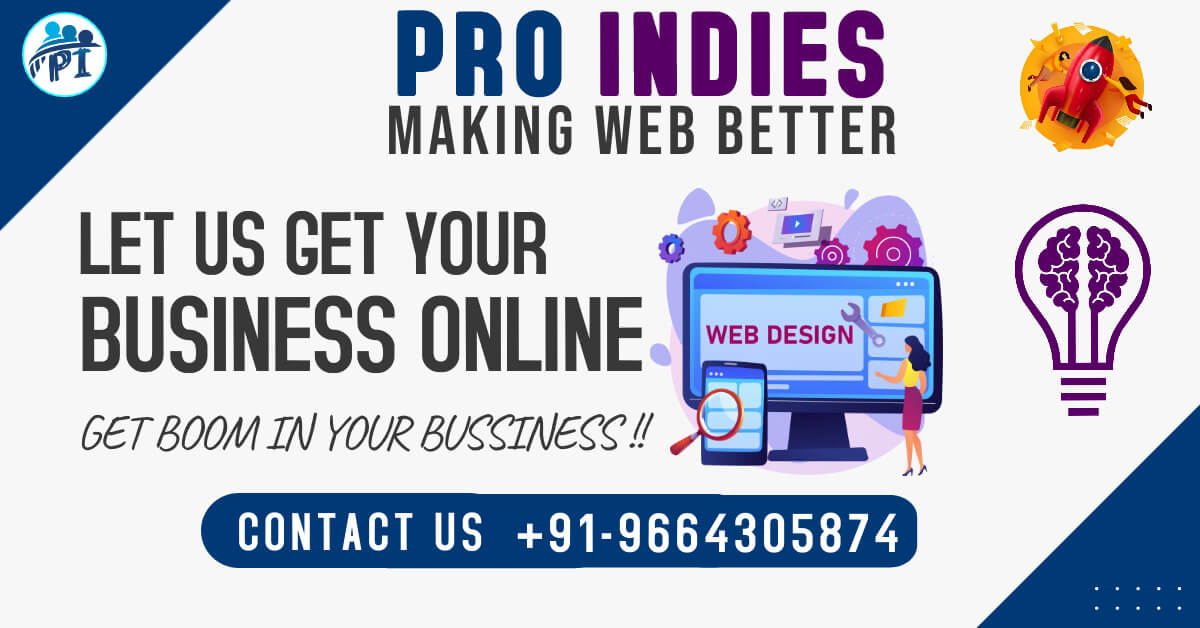 PI
PRO INDIES
MAKING WEB BETTER
LET US GET YOUR
BUSINESS ONLINE
GET BOOM IN YOUR BUSSINESS !!
</>
WEB DESIGN
CONTACT US +91-9664305874